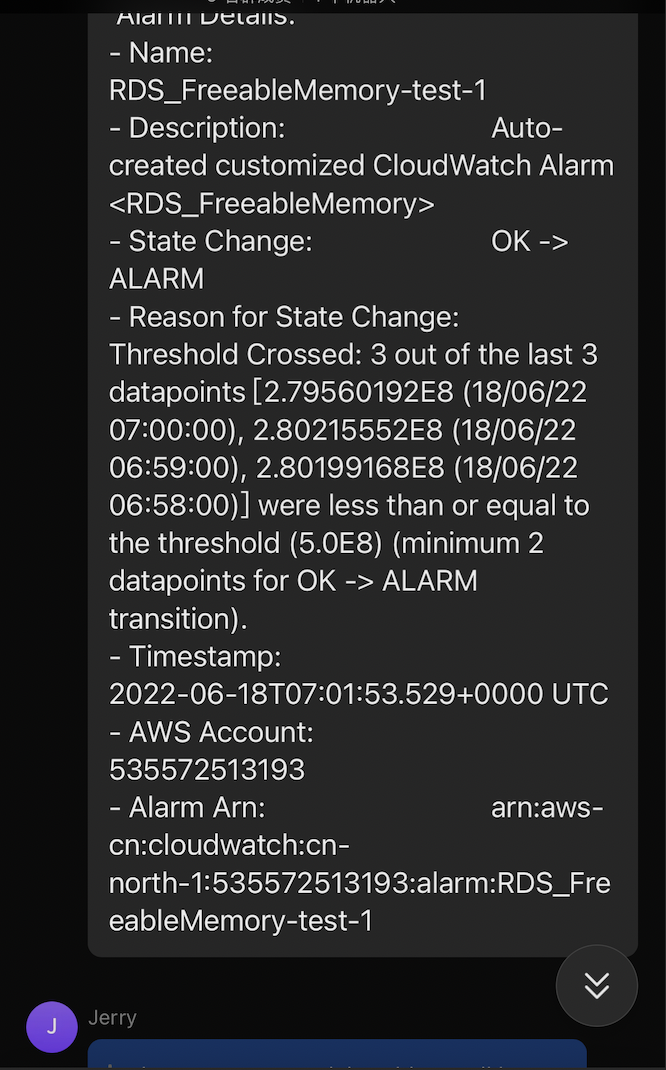 Alarm Details:
- Name:
RDS_FreeableMemory-test-1
- Description: Auto-
created customized CloudWatch Alarm
<RDS_FreeableMemory>
- State Change: OK ->
ALARM
- Reason for State Change:
Threshold Crossed: 3 out of the last 3
datapoints [2.79560192E8 (18/06/22
07:00:00), 2.80215552E8 (18/06/22
06:59:00), 2.80199168E8 (18/06/22
06:58:00)] were less than or equal to
the threshold (5.0E8) (minimum 2
datapoints for OK -> ALARM
transition).
- Timestamp:
2022-06-18T07:01:53.529+0000 UTC
- AWS Account:
535572513193
- Alarm Arn: arn:aws-
cn:cloudwatch:cn-
north-1:535572513193:alarm:RDS_Fre
eableMemory-test-1
J
Jerry